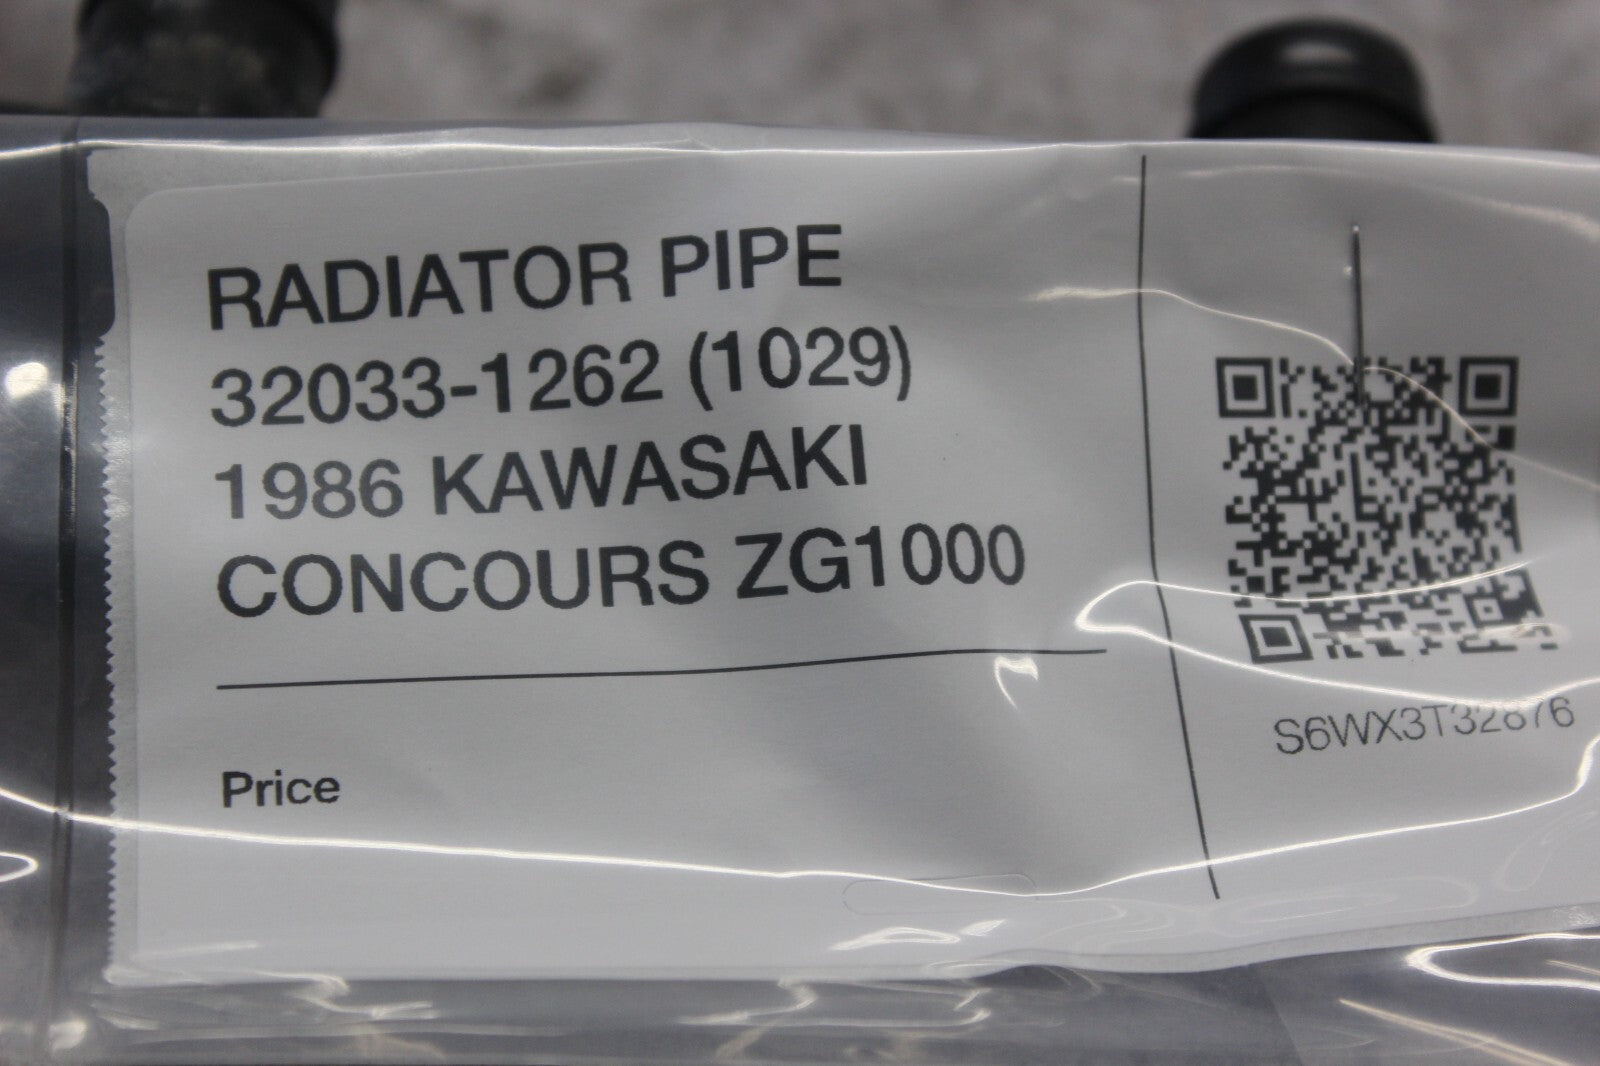 RADIATOR PIPE
32033-1262 (1029)
1986 KAWASAKI
CONCOURS ZG1000
Price
S6WX3T32876